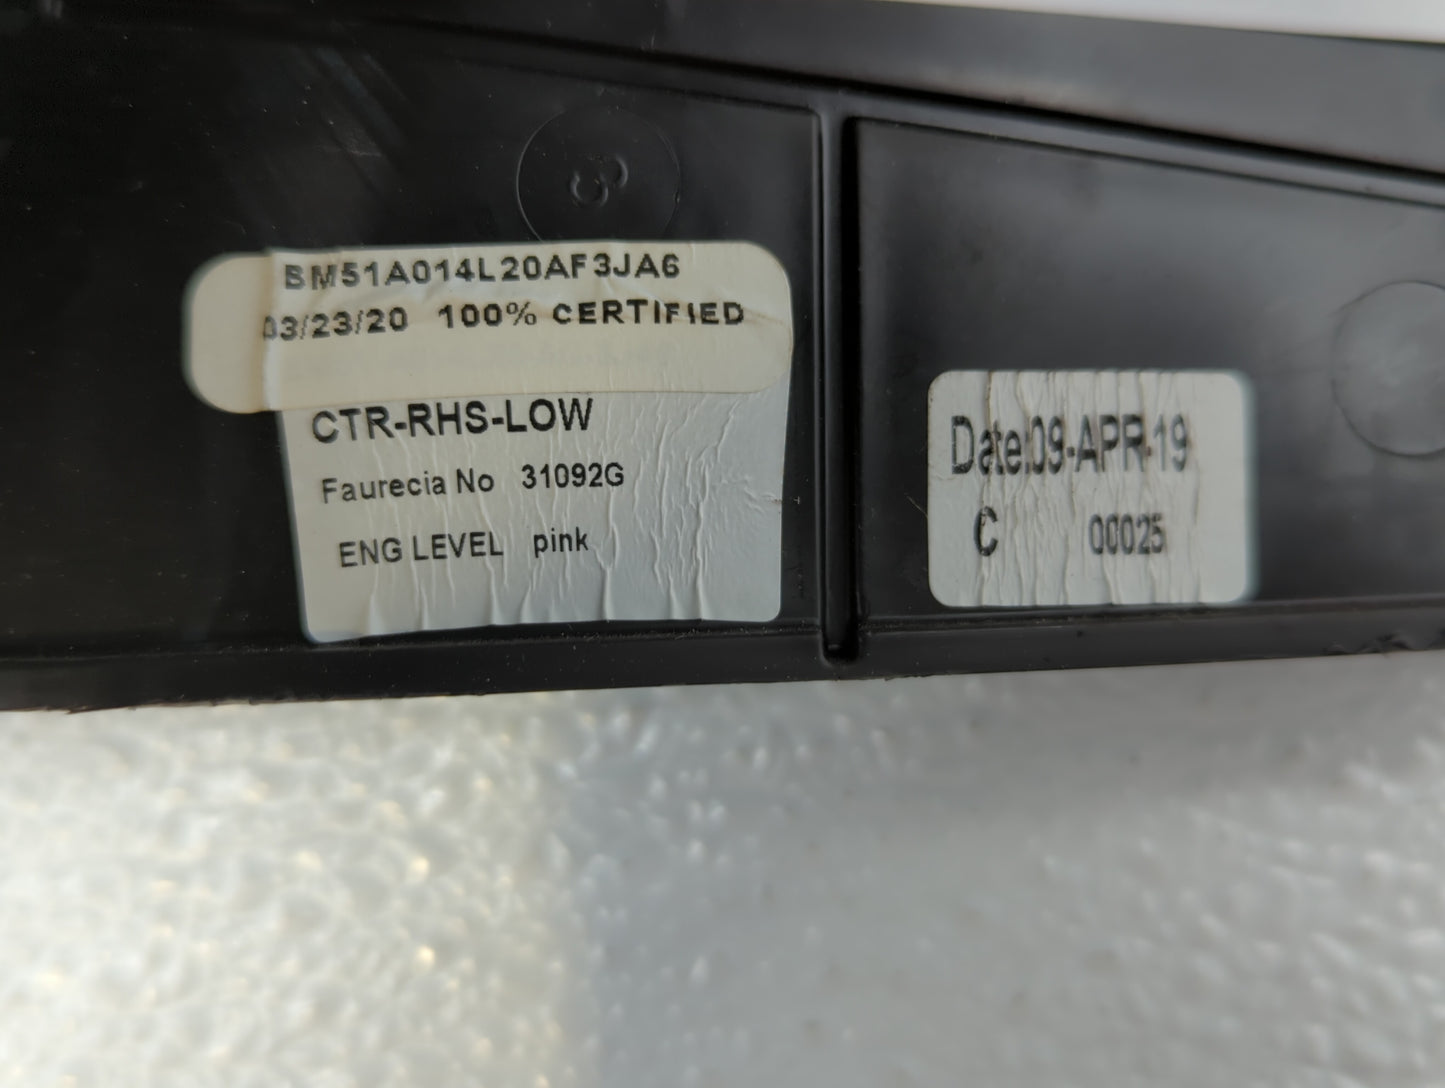 BM51A014L20AF3JA6
03/23/20 100% CERTIFIED
CTR-RHS-LOW
Faurecia No 31092G
ENG LEVEL pink
Date:09-APR-19
C 00025